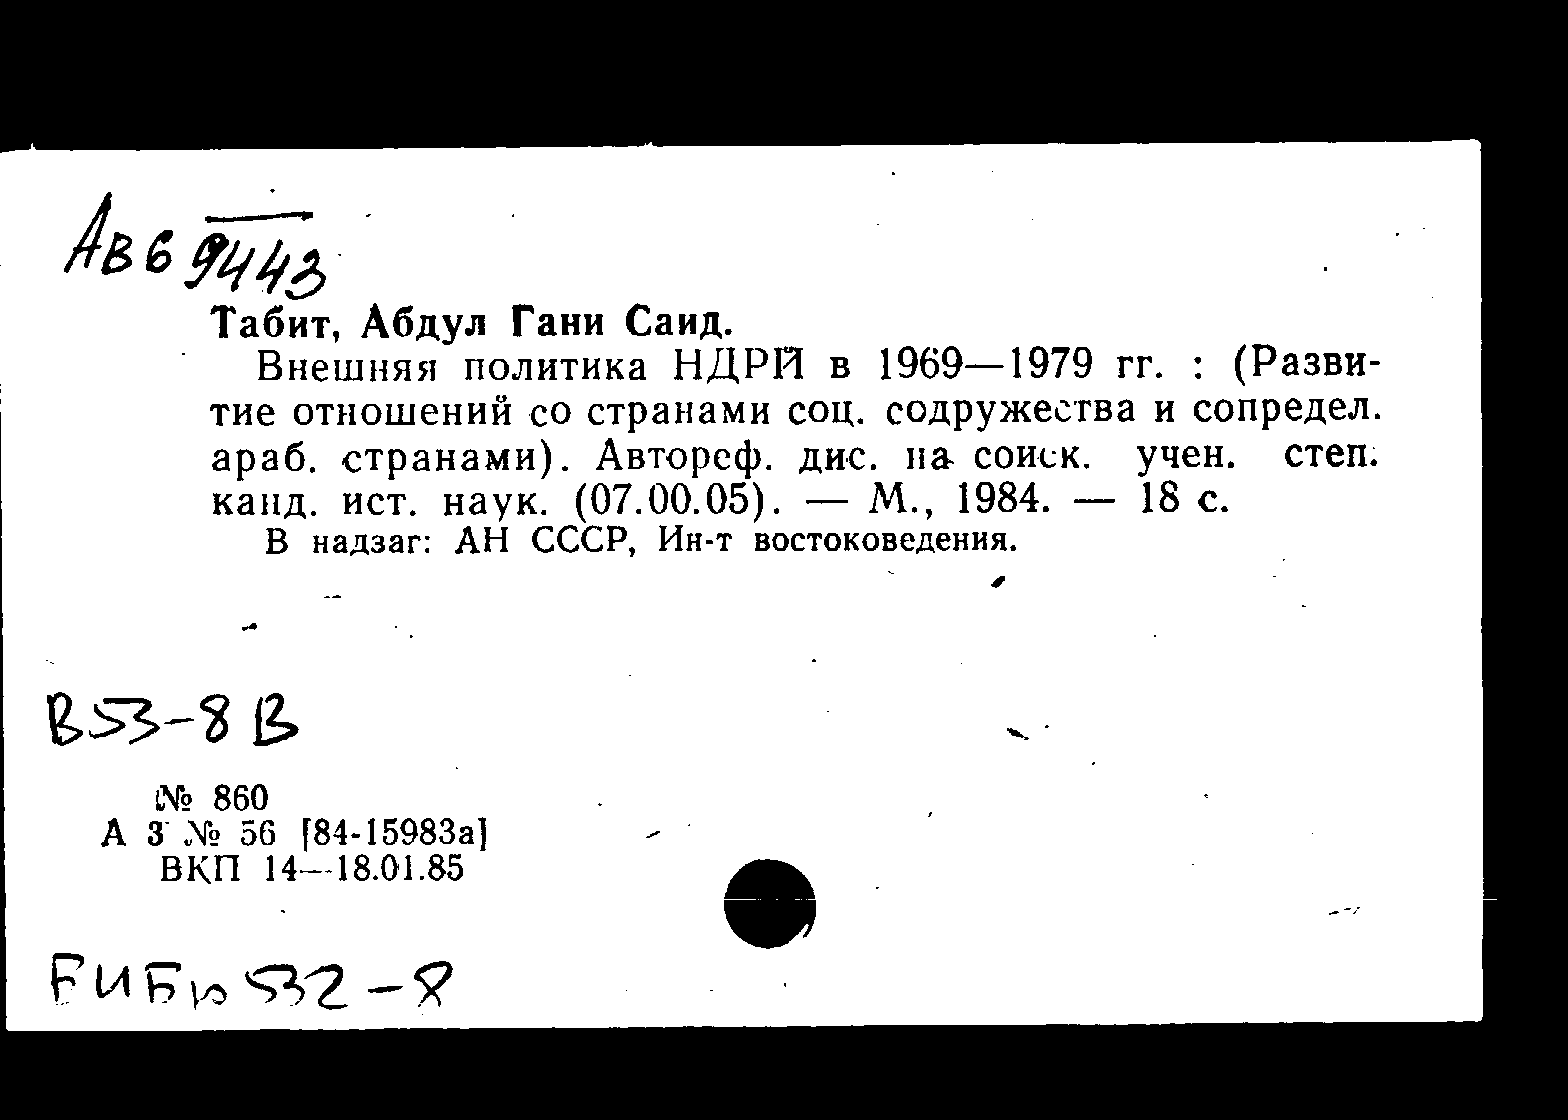 Ав6 9443
Табит, Абдул Гани Саид.
Внешняя политика НДРЙ в 1969—1979 гг. : (Разви-
тие отношений со странами соц. содружества и сопредел.
араб. странами). Автореф. дис. на соиск. учен. степ.
канд. ист. наук. (07.00.05). — М., 1984. — 18 с.
В надзаг: АН СССР, Ин-т востоковедения.
В53-8 В
№ 860
А 3 № 56 [84-15983а]
ВКП 14—18.01.85
532-8